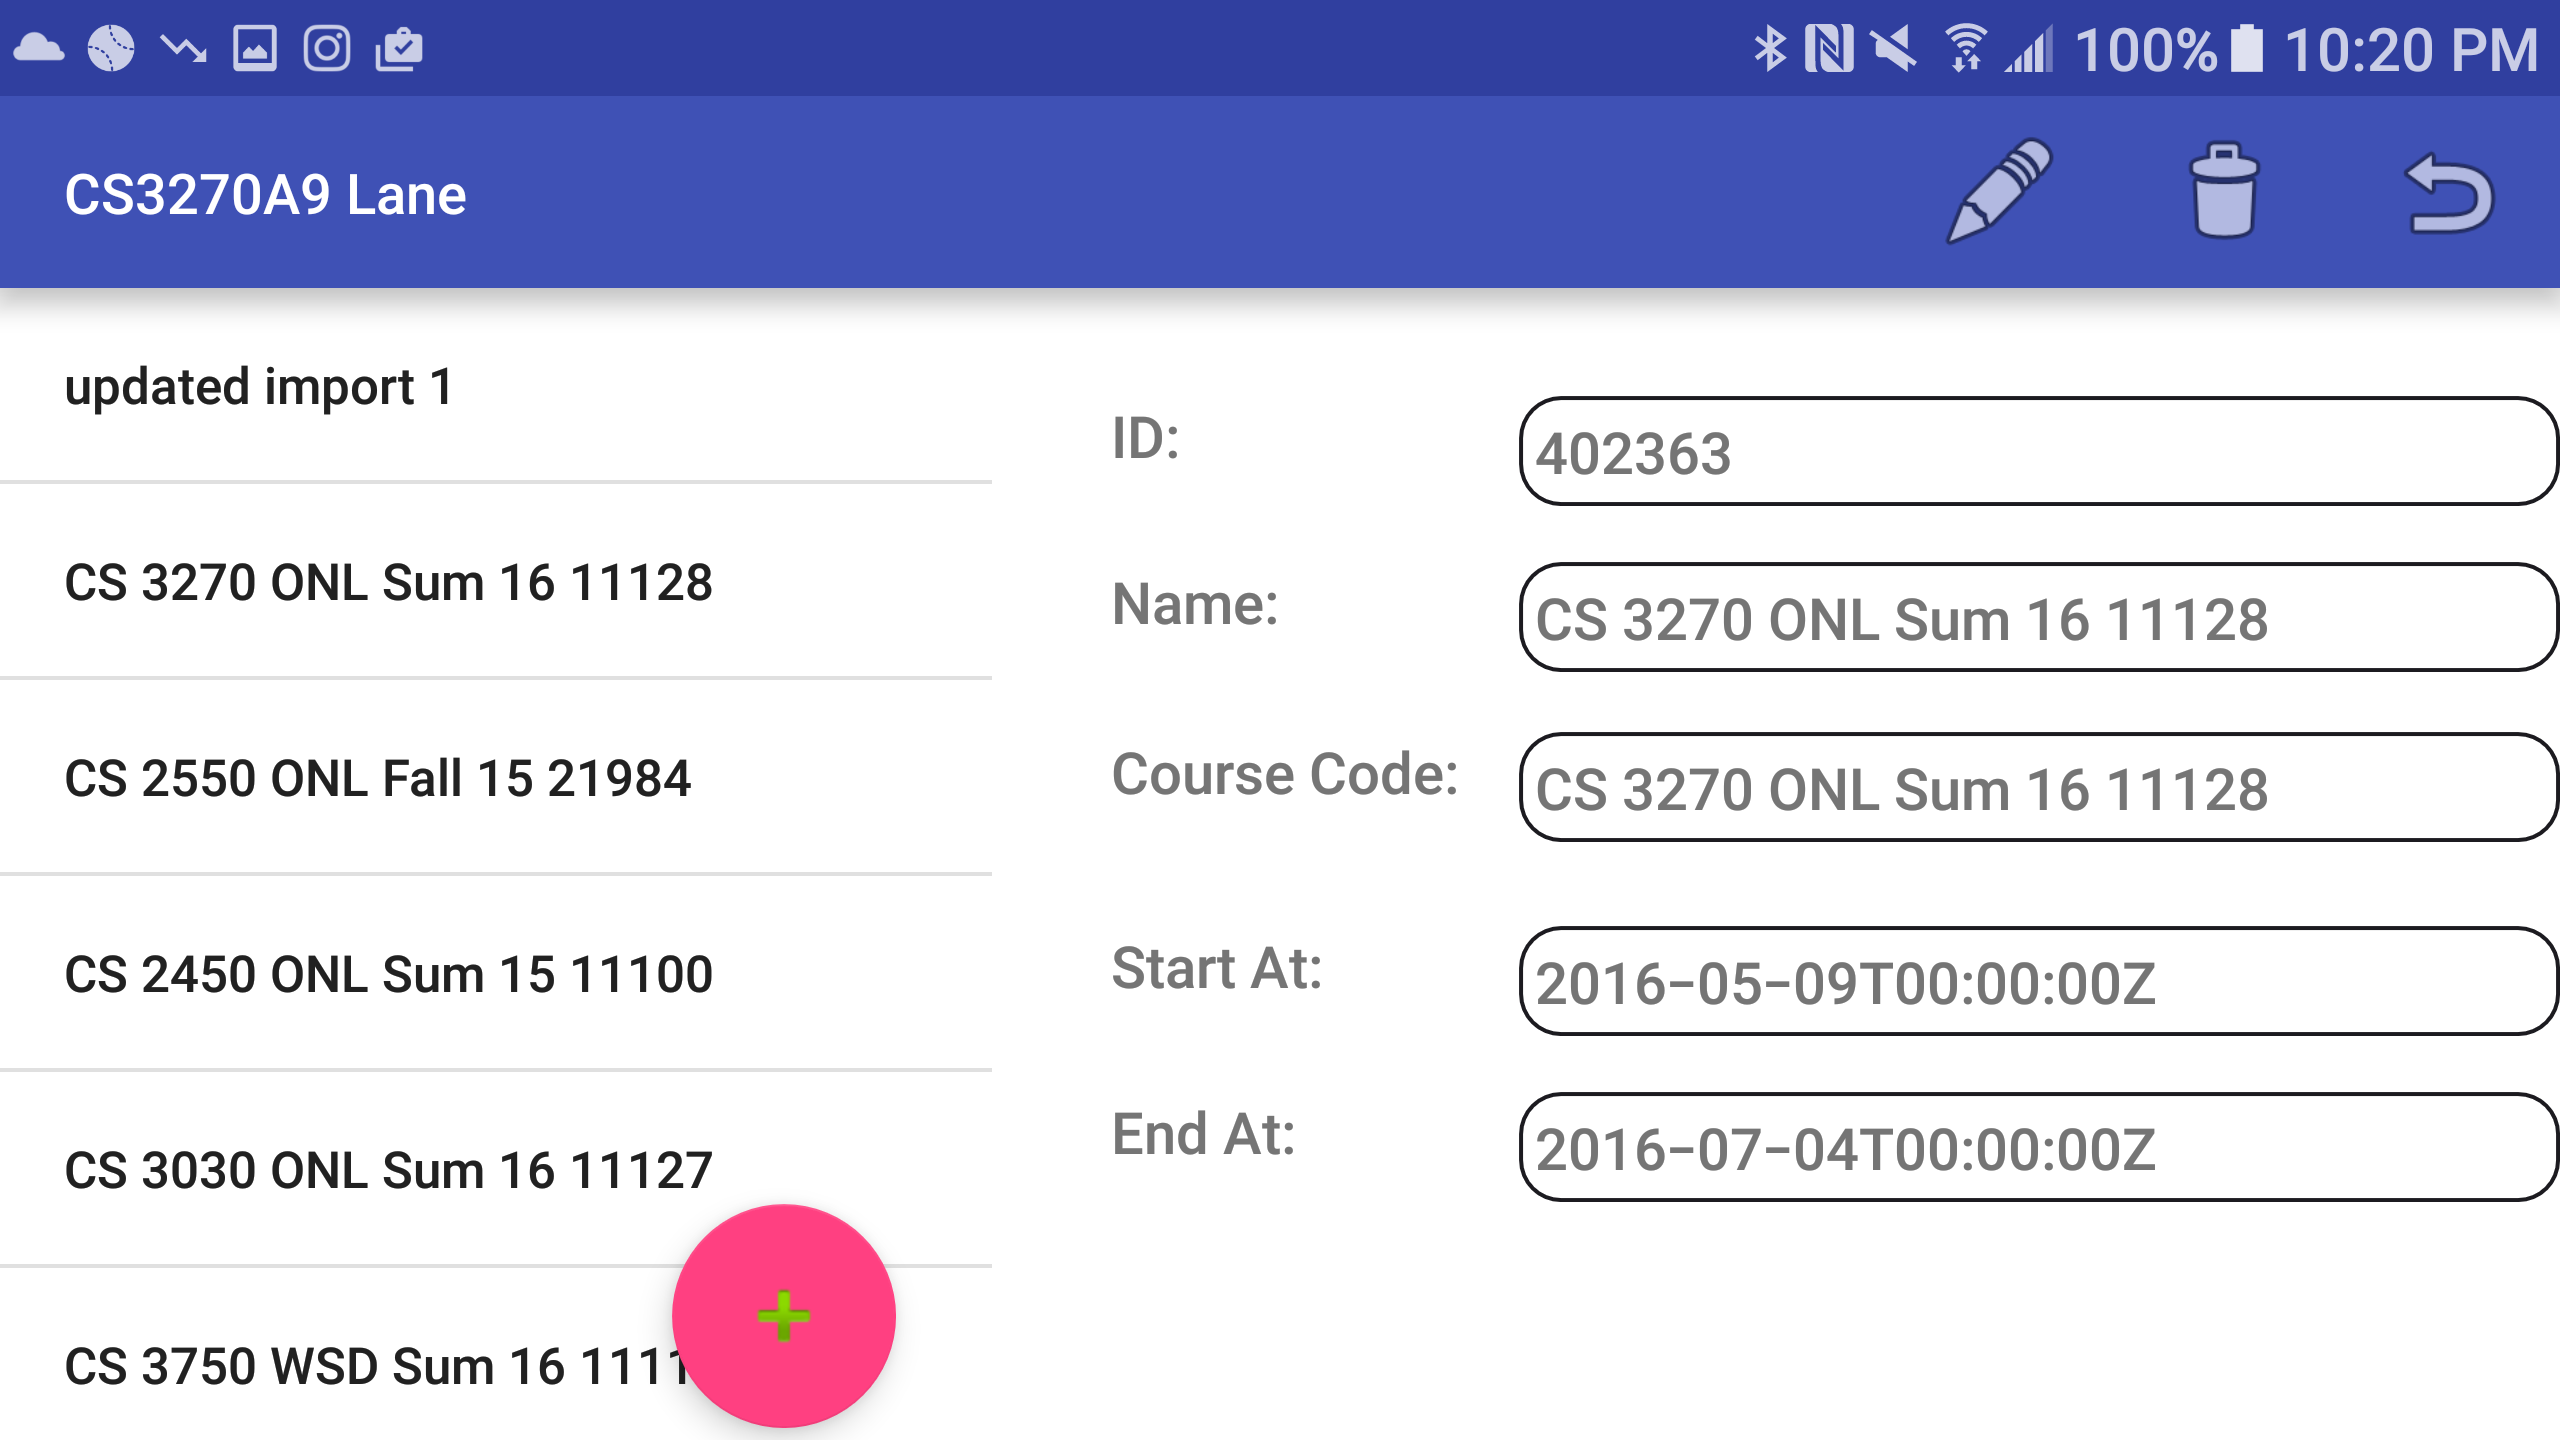 100% 10:20 PM
CS3270A9 Lane
updated import 1
CS 3270 ONL Sum 16 11128
CS 2550 ONL Fall 15 21984
CS 2450 ONL Sum 15 11100
CS 3030 ONL Sum 16 11127
CS 3750 WSD Sum 16
ID:
402363
Name:
CS 3270 ONL Sum 16 11128
Course Code:
CS 3270 ONL Sum 16 11128
Start At:
2016-05-09T00:00:00Z
End At:
2016-07-04T00:00:00Z